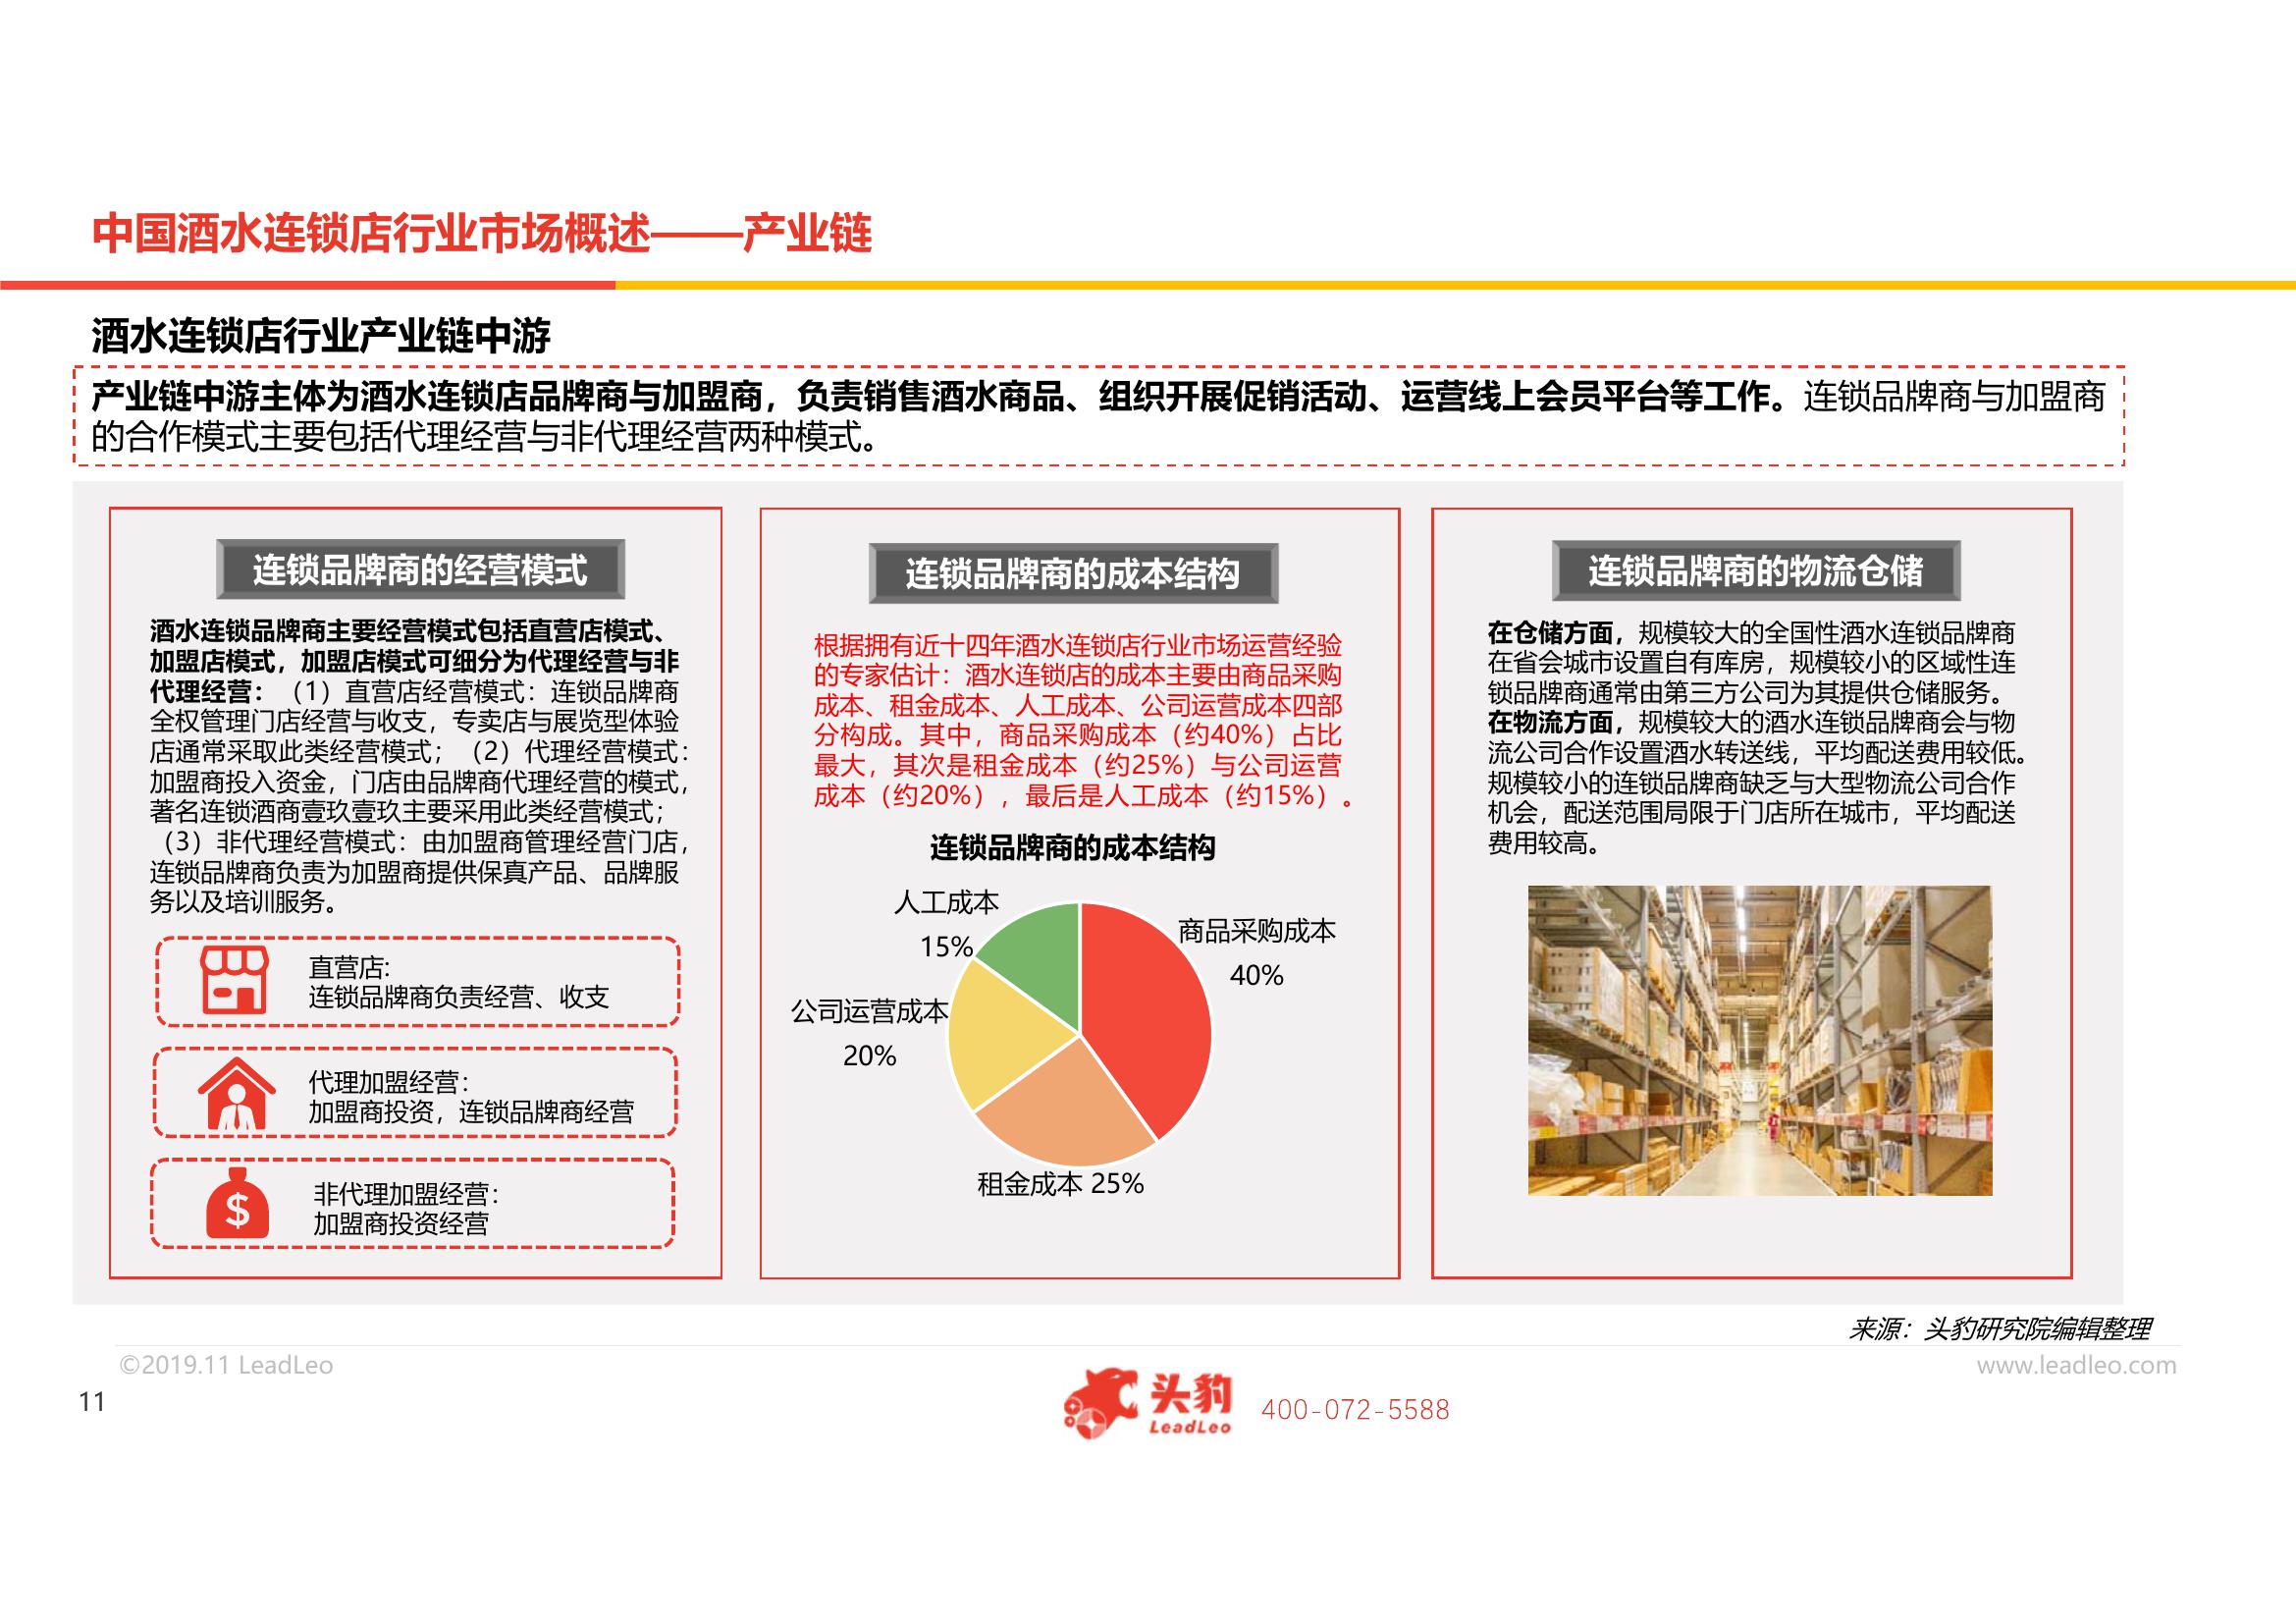 中国酒水连锁店行业市场概述——产业链
酒水连锁店行业产业链中游
产业链中游主体为酒水连锁店品牌商与加盟商，负责销售酒水商品、组织开展促销活动、运营线上会员平台等工作。连锁品牌商与加盟商
的合作模式主要包括代理经营与非代理经营两种模式。
连锁品牌商的经营模式
酒水连锁品牌商主要经营模式包括直营店模式、
加盟店模式，加盟店模式可细分为代理经营与非
代理经营：（1）直营店经营模式：连锁品牌商
全权管理门店经营与收支，专卖店与展览型体验
店通常采取此类经营模式；（2）代理经营模式：
加盟商投入资金，门店由品牌商代理经营的模式，
著名连锁酒商壹玖壹玖主要采用此类经营模式；
（3）非代理经营模式：由加盟商管理经营门店，
连锁品牌商负责为加盟商提供保真产品、品牌服
务以及培训服务。
直营店:
连锁品牌商负责经营、收支
代理加盟经营：
加盟商投资，连锁品牌商经营
$
非代理加盟经营：
加盟商投资经营
连锁品牌商的成本结构
根据拥有近十四年酒水连锁店行业市场运营经验
的专家估计：酒水连锁店的成本主要由商品采购
成本、租金成本、人工成本、公司运营成本四部
分构成。其中，商品采购成本（约40%）占比
最大，其次是租金成本（约25%）与公司运营
成本（约20%），最后是人工成本（约15%）。
连锁品牌商的成本结构
人工成本
15%
商品采购成本
40%
公司运营成本
20%
租金成本 25%
连锁品牌商的物流仓储
在仓储方面，规模较大的全国性酒水连锁品牌商
在省会城市设置自有库房，规模较小的区域性连
锁品牌商通常由第三方公司为其提供仓储服务。
在物流方面，规模较大的酒水连锁品牌商会与物
流公司合作设置酒水转送线，平均配送费用较低。
规模较小的连锁品牌商缺乏与大型物流公司合作
机会，配送范围局限于门店所在城市，平均配送
费用较高。
来源：头豹研究院编辑整理
©2019.11 LeadLeo
www.leadleo.com
11
头豹
LeadLeo
400-072-5588